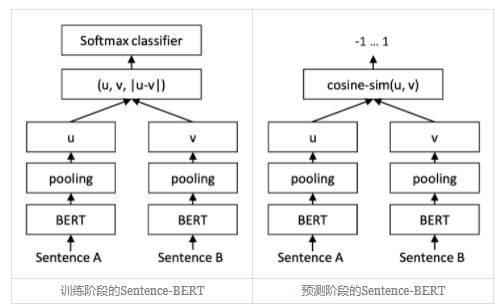 Softmax classifier
(u, v, |u-v|)
u
v
pooling
pooling
BERT
BERT
Sentence A
Sentence B
训练阶段的Sentence-BERT
-1 … 1
cosine-sim(u, v)
u
v
pooling
pooling
BERT
BERT
Sentence A
Sentence B
预测阶段的Sentence-BERT